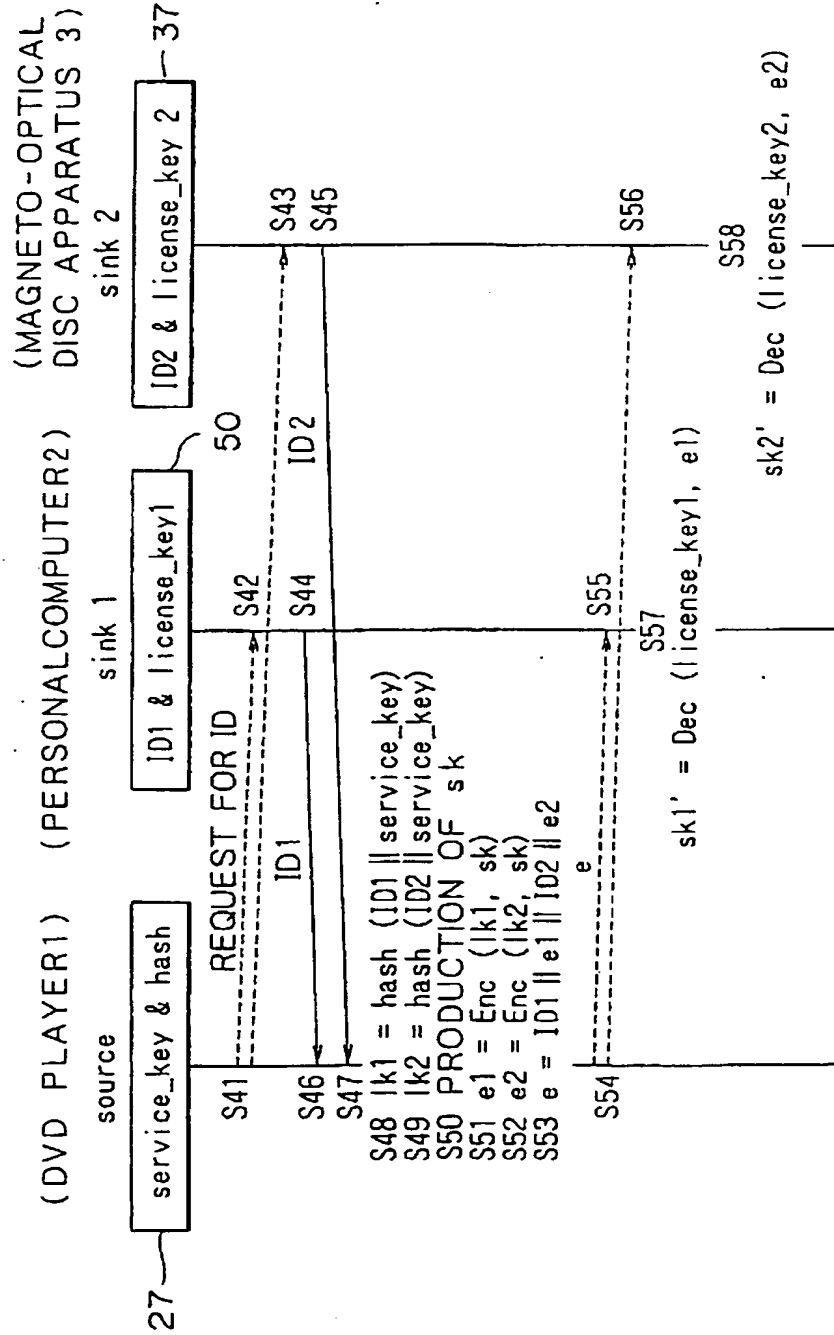 (DVD PLAYER1)
source
27
service_key & hash
(PERSONALCOMPUTER2)
sink 1
50
ID1 & license_key1
(MAGNETO-OPTICAL
DISC APPARATUS 3)
sink 2
37
ID2 & license_key 2
S41
REQUEST FOR ID
S42
S43
ID1
S44
ID2
S45
S46
S47
S48 lk1 = hash (ID1 || service_key)
S49 lk2 = hash (ID2 || service_key)
S50 PRODUCTION OF sk
S51 e1 = Enc (lk1, sk)
S52 e2 = Enc (lk2, sk)
S53 e = ID1 || e1 || ID2 || e2
S54
e
S55
S56
S57
sk1' = Dec (license_key1, e1)
S58
sk2' = Dec (license_key2, e2)